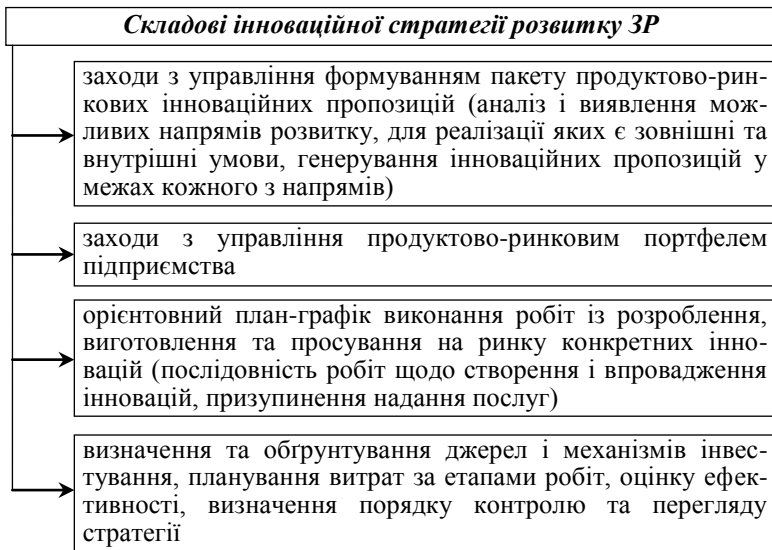 Складові інноваційної стратегії розвитку ЗР
заходи з управління формуванням пакету продуктово-рин-
кових інноваційних пропозицій (аналіз і виявлення мож-
ливих напрямів розвитку, для реалізації яких є зовнішні та
внутрішні умови, генерування інноваційних пропозицій у
межах кожного з напрямів)
заходи з управління продуктово-ринковим портфелем
підприємства
орієнтовний план-графік виконання робіт із розроблення,
виготовлення та просування на ринку конкретних інно-
вацій (послідовність робіт щодо створення і впровадження
інновацій, призупинення надання послуг)
визначення та обґрунтування джерел і механізмів інвес-
тування, планування витрат за етапами робіт, оцінку ефек-
тивності, визначення порядку контролю та перегляду
стратегії